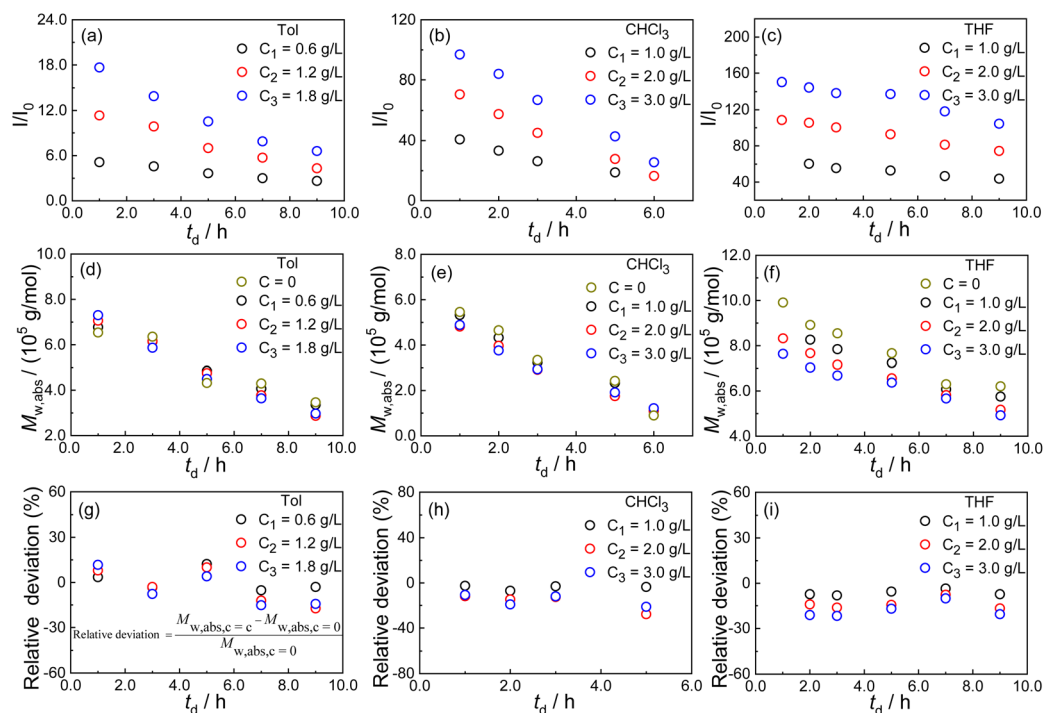 (a)
Tol
C1 = 0.6 g/L
C2 = 1.2 g/L
C3 = 1.8 g/L
24.0
18.0
12.0
6.0
0.0
I/I0
0.0 2.0 4.0 6.0 8.0 10.0
td / h
(b)
CHCl3
C1 = 1.0 g/L
C2 = 2.0 g/L
C3 = 3.0 g/L
120
80
40
0
I/I0
0.0 2.0 4.0 6.0
td / h
(c)
THF
C1 = 1.0 g/L
C2 = 2.0 g/L
C3 = 3.0 g/L
200
160
120
80
40
I/I0
0.0 2.0 4.0 6.0 8.0 10.0
td / h
(d)
Tol
C = 0
C1 = 0.6 g/L
C2 = 1.2 g/L
C3 = 1.8 g/L
10.0
8.0
6.0
4.0
2.0
Mw,abs / (10^5 g/mol)
0.0 2.0 4.0 6.0 8.0 10.0
td / h
(e)
CHCl3
C = 0
C1 = 1.0 g/L
C2 = 2.0 g/L
C3 = 3.0 g/L
8.0
6.0
4.0
2.0
0.0
Mw,abs / (10^5 g/mol)
0.0 2.0 4.0 6.0
td / h
(f)
THF
C = 0
C1 = 1.0 g/L
C2 = 2.0 g/L
C3 = 3.0 g/L
12.0
10.0
8.0
6.0
4.0
Mw,abs / (10^5 g/mol)
0.0 2.0 4.0 6.0 8.0 10.0
td / h
(g)
Tol
C1 = 0.6 g/L
C2 = 1.2 g/L
C3 = 1.8 g/L
60
30
0
-30
-60
Relative deviation (%)
Relative deviation = Mw,abs,c = c - Mw,abs,c = 0
Mw,abs,c = 0
0.0 2.0 4.0 6.0 8.0 10.0
td / h
(h)
CHCl3
C1 = 1.0 g/L
C2 = 2.0 g/L
C3 = 3.0 g/L
80
40
0
-40
-80
Relative deviation (%)
0.0 2.0 4.0 6.0
td / h
(i)
THF
C1 = 1.0 g/L
C2 = 2.0 g/L
C3 = 3.0 g/L
60
30
0
-30
-60
Relative deviation (%)
0.0 2.0 4.0 6.0 8.0 10.0
td / h